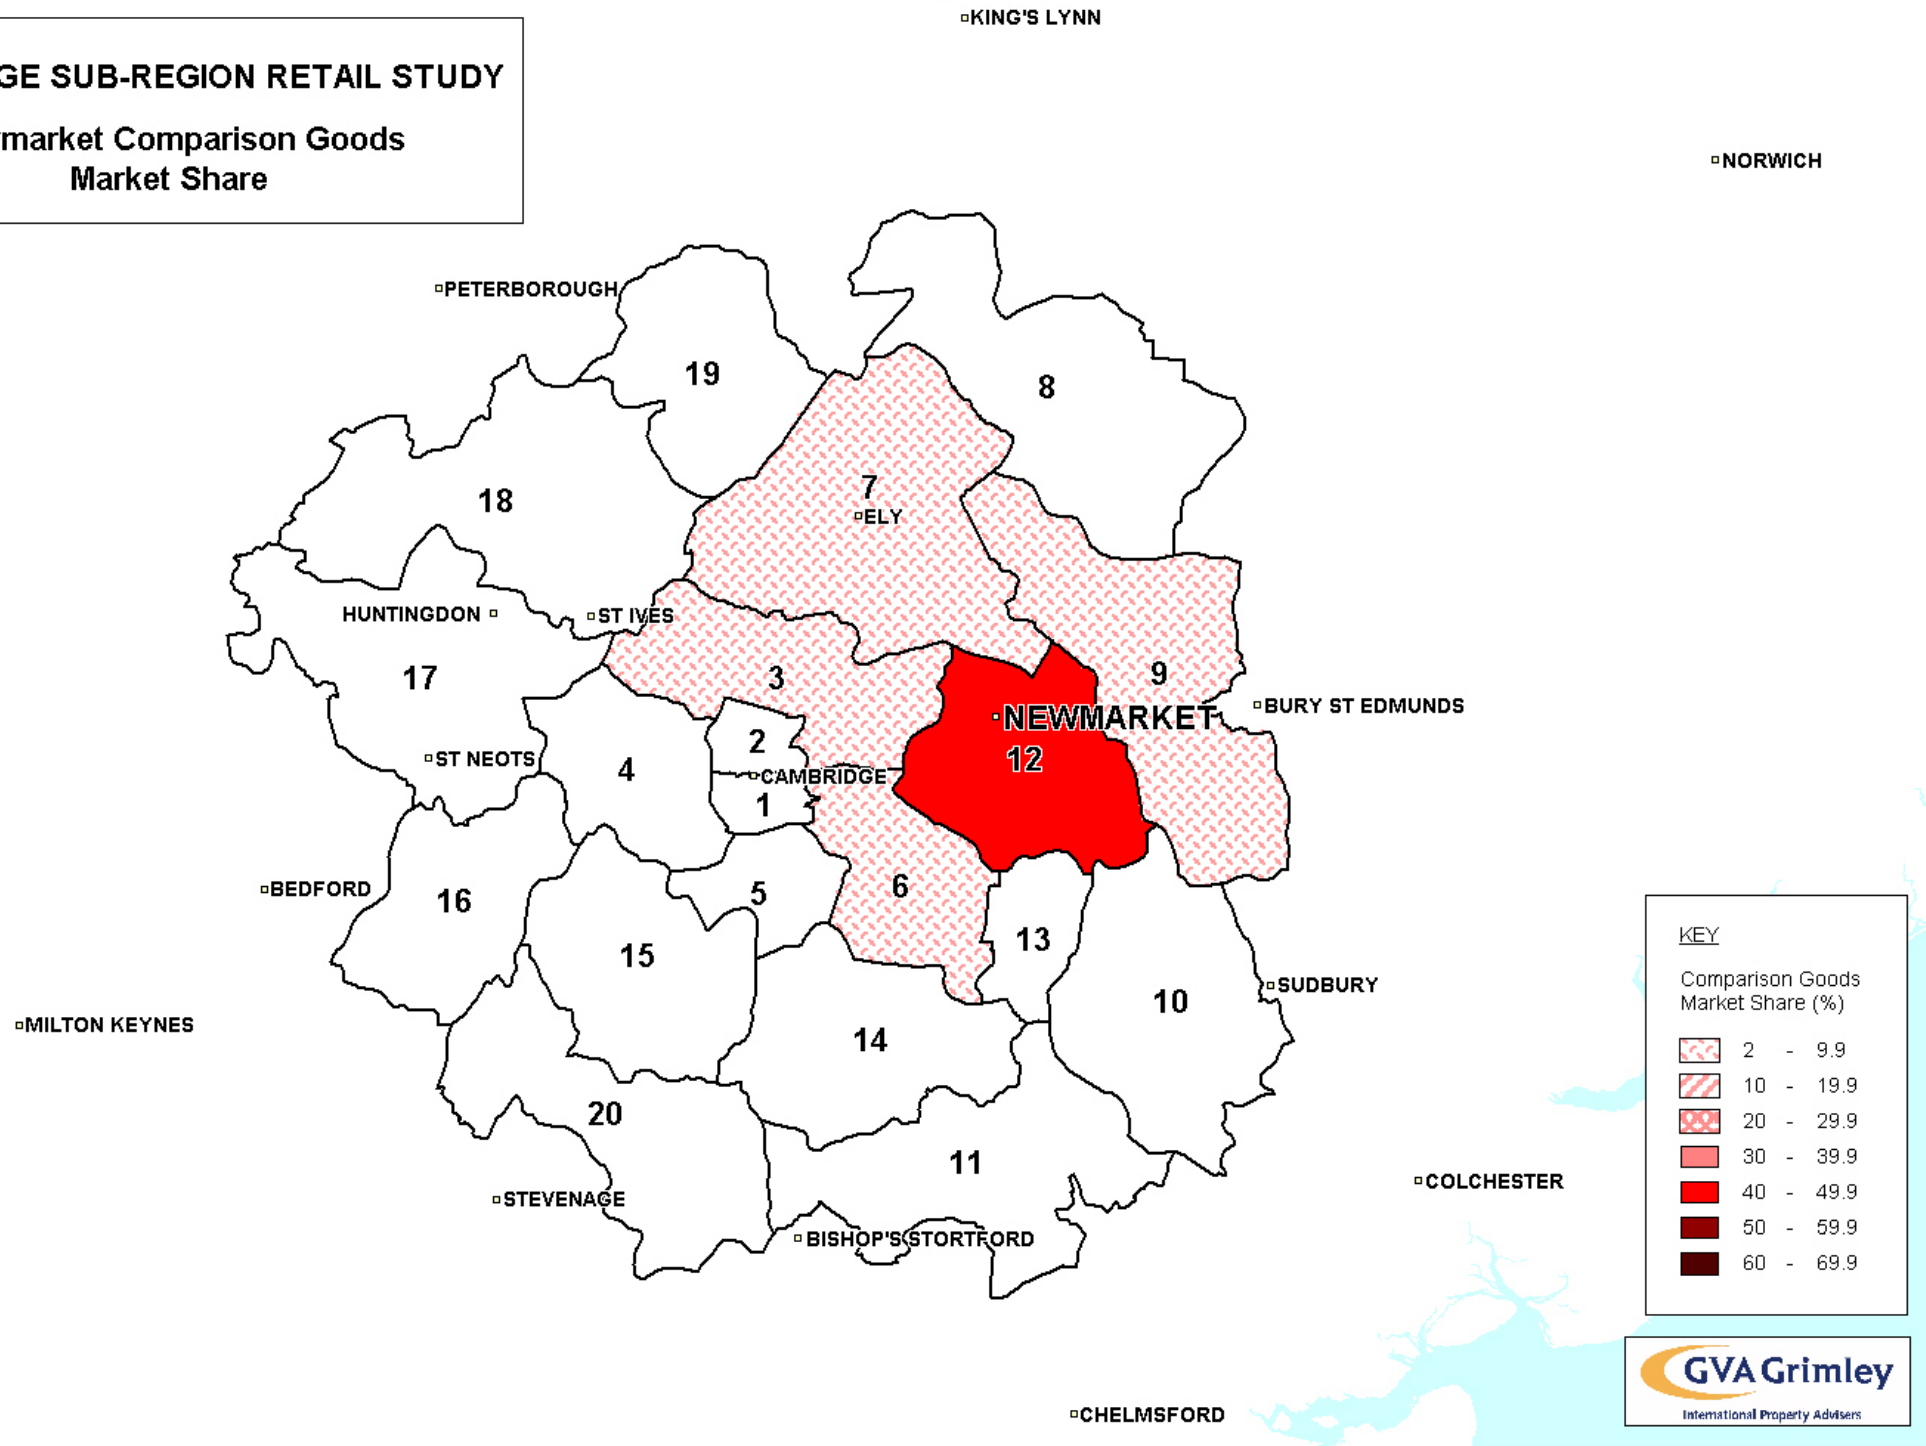 KING'S LYNN
GE SUB-REGION RETAIL STUDY
market Comparison Goods
Market Share
NORWICH
PETERBOROUGH
19
8
7
18
ELY
HUNTINGDON
ST IVES
17
3
9
NEWMARKET
BURY ST EDMUNDS
2
ST NEOTS
4
CAMBRIDGE
12
1
BEDFORD
16
5
6
15
13
SUDBURY
10
MILTON KEYNES
14
20
11
STEVENAGE
BISHOP'S STORTFORD
COLCHESTER
CHELMSFORD
KEY
Comparison Goods
Market Share (%)
2 - 9.9
10 - 19.9
20 - 29.9
30 - 39.9
40 - 49.9
50 - 59.9
60 - 69.9
GVA Grimley
International Property Advisers